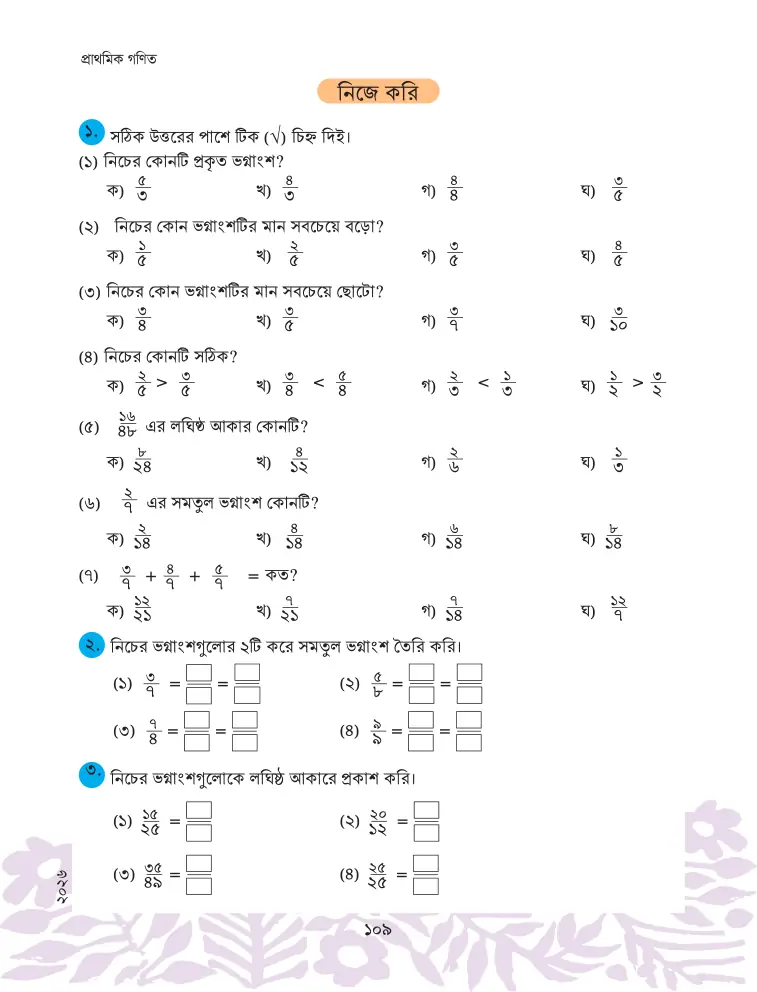 প্রাথমিক গণিত
নিজে করি
১. সঠিক উত্তরের পাশে টিক (√) চিহ্ন দিই।
(১) নিচের কোনটি প্রকৃত ভগ্নাংশ?
ক) ৫/৩ খ) ৪/৩ গ) ৪/৪ ঘ) ৩/৫
(২) নিচের কোন ভগ্নাংশটির মান সবচেয়ে বড়ো?
ক) ১/৫ খ) ২/৫ গ) ৩/৫ ঘ) ৪/৫
(৩) নিচের কোন ভগ্নাংশটির মান সবচেয়ে ছোটো?
ক) ৩/৪ খ) ৩/৫ গ) ৩/৭ ঘ) ৩/১০
(৪) নিচের কোনটি সঠিক?
ক) ২/৫ > ৩/৫ খ) ৩/৪ < ৫/৪ গ) ২/৩ < ১/৩ ঘ) ১/২ > ৩/২
(৫) ১৬/৪৮ এর লঘিষ্ঠ আকার কোনটি?
ক) ৮/২৪ খ) ৪/১২ গ) ২/৬ ঘ) ১/৩
(৬) ২/৭ এর সমতুল ভগ্নাংশ কোনটি?
ক) ২/১৪ খ) ৪/১৪ গ) ৬/১৪ ঘ) ৮/১৪
(৭) ৩/৭ + ৪/৭ + ৫/৭ = কত?
ক) ১২/২১ খ) ৭/২১ গ) ৭/১৪ ঘ) ১২/৭
২. নিচের ভগ্নাংশগুলোর ২টি করে সমতুল ভগ্নাংশ তৈরি করি।
(১) ৩/৭ = = (২) ৫/৮ = =
(৩) ৭/৪ = = (৪) ৯/৯ = =
৩. নিচের ভগ্নাংশগুলোকে লঘিষ্ঠ আকারে প্রকাশ করি।
(১) ১৫/২৫ = (২) ২০/১২ =
(৩) ৩৫/৪৯ = (৪) ২৫/২৫ =
২০২৬
১০৯